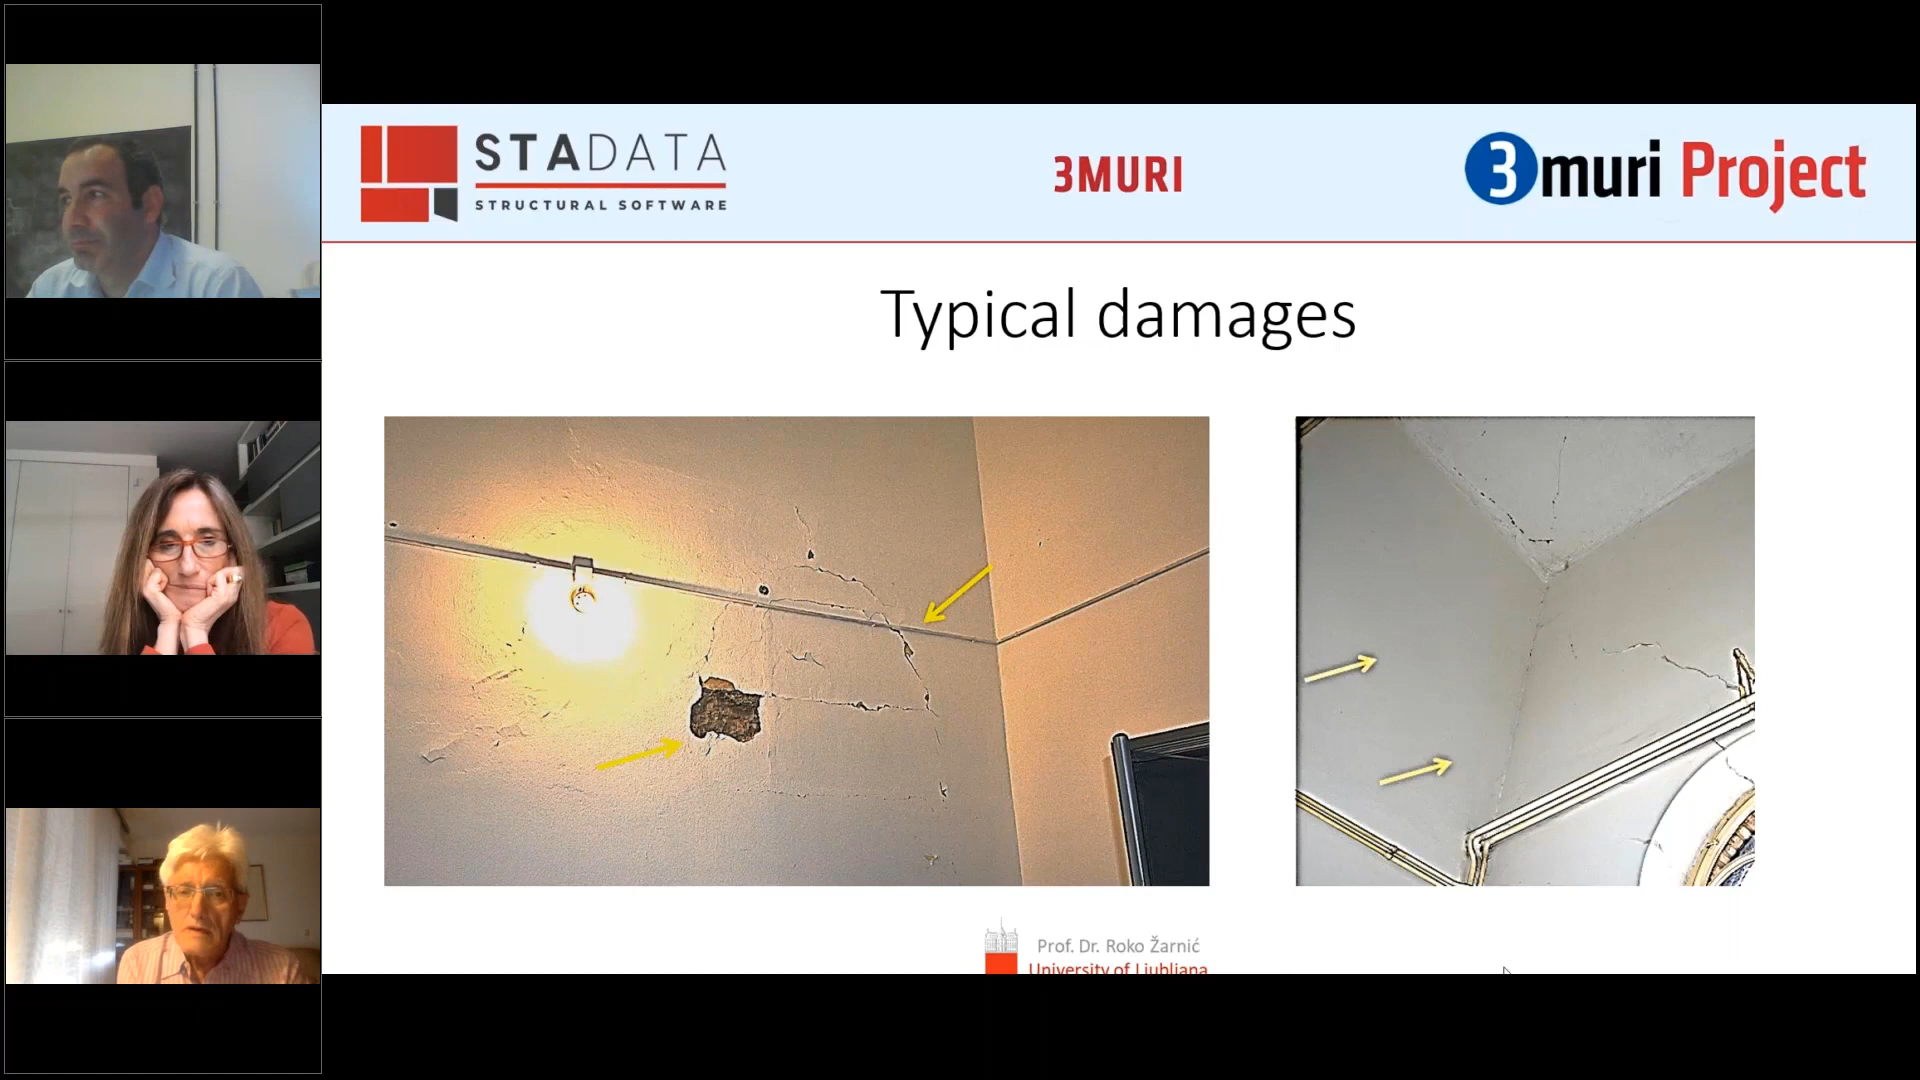 STADATA
STRUCTURAL SOFTWARE
3MURI
3muri Project
Typical damages
Prof. Dr. Roko Žarnić
University of Ljubljana